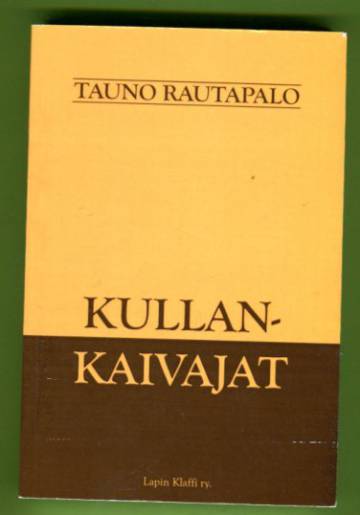 TAUNO RAUTAPALO
KULLAN-
KAIVAJAT
Lapin Klaffi ry.